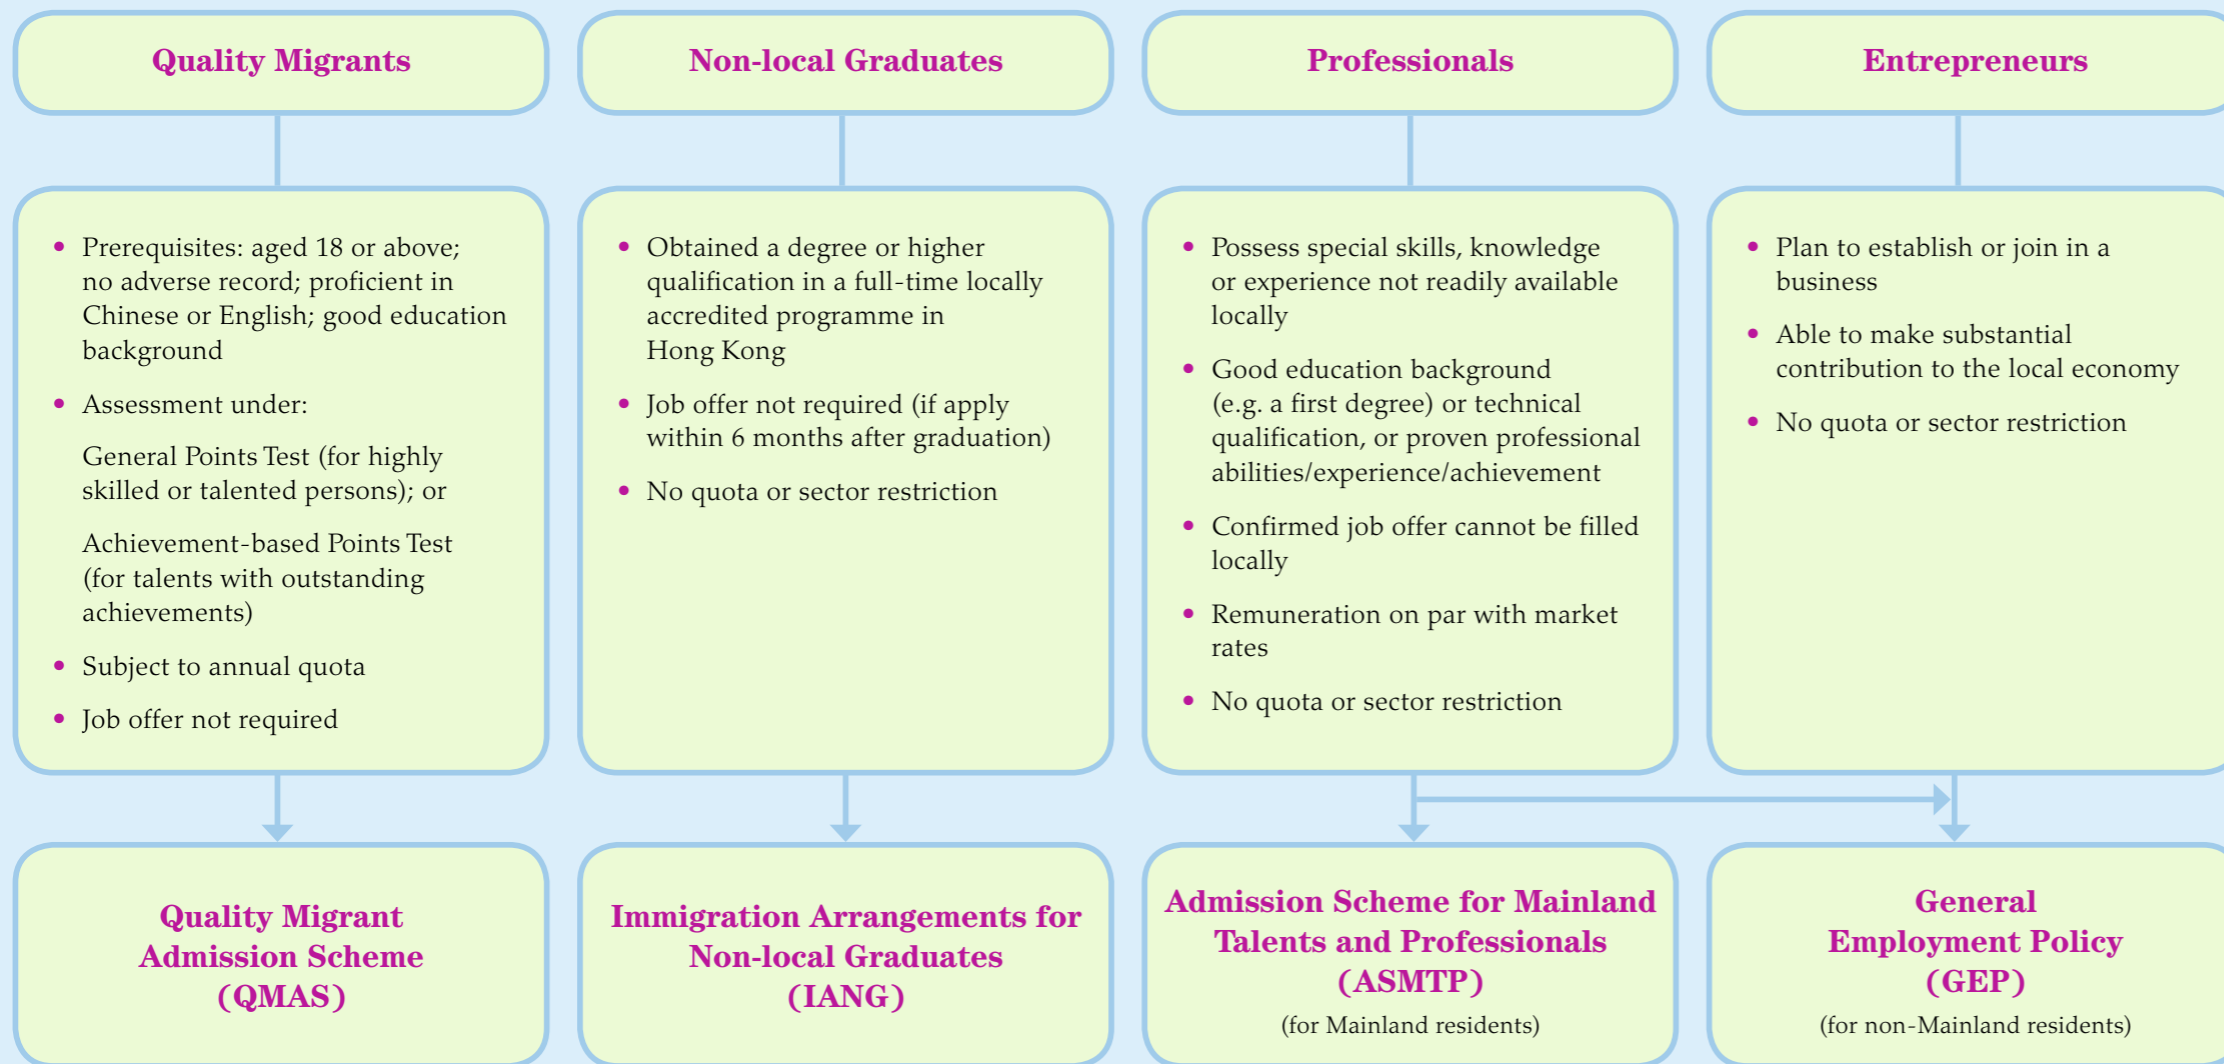 Quality Migrants
• Prerequisites: aged 18 or above;
no adverse record; proficient in
Chinese or English; good education
background
• Assessment under:
General Points Test (for highly
skilled or talented persons); or
Achievement-based Points Test
(for talents with outstanding
achievements)
• Subject to annual quota
• Job offer not required
Quality Migrant
Admission Scheme
(QMAS)
Non-local Graduates
• Obtained a degree or higher
qualification in a full-time locally
accredited programme in
Hong Kong
• Job offer not required (if apply
within 6 months after graduation)
• No quota or sector restriction
Immigration Arrangements for
Non-local Graduates
(IANG)
Professionals
• Possess special skills, knowledge
or experience not readily available
locally
• Good education background
(e.g. a first degree) or technical
qualification, or proven professional
abilities/experience/achievement
• Confirmed job offer cannot be filled
locally
• Remuneration on par with market
rates
• No quota or sector restriction
Admission Scheme for Mainland
Talents and Professionals
(ASMTP)
(for Mainland residents)
Entrepreneurs
• Plan to establish or join in a
business
• Able to make substantial
contribution to the local economy
• No quota or sector restriction
General
Employment Policy
(GEP)
(for non-Mainland residents)